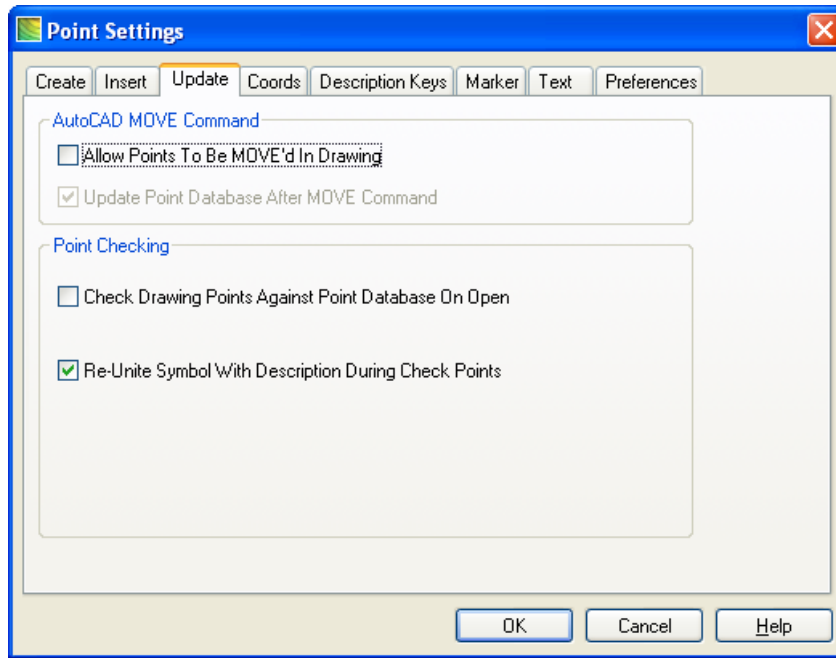 Point Settings
Create Insert Update Coords Description Keys Marker Text Preferences
AutoCAD MOVE Command
Allow Points To Be MOVE'd In Drawing
Update Point Database After MOVE Command
Point Checking
Check Drawing Points Against Point Database On Open
Re-Unite Symbol With Description During Check Points
OK Cancel Help